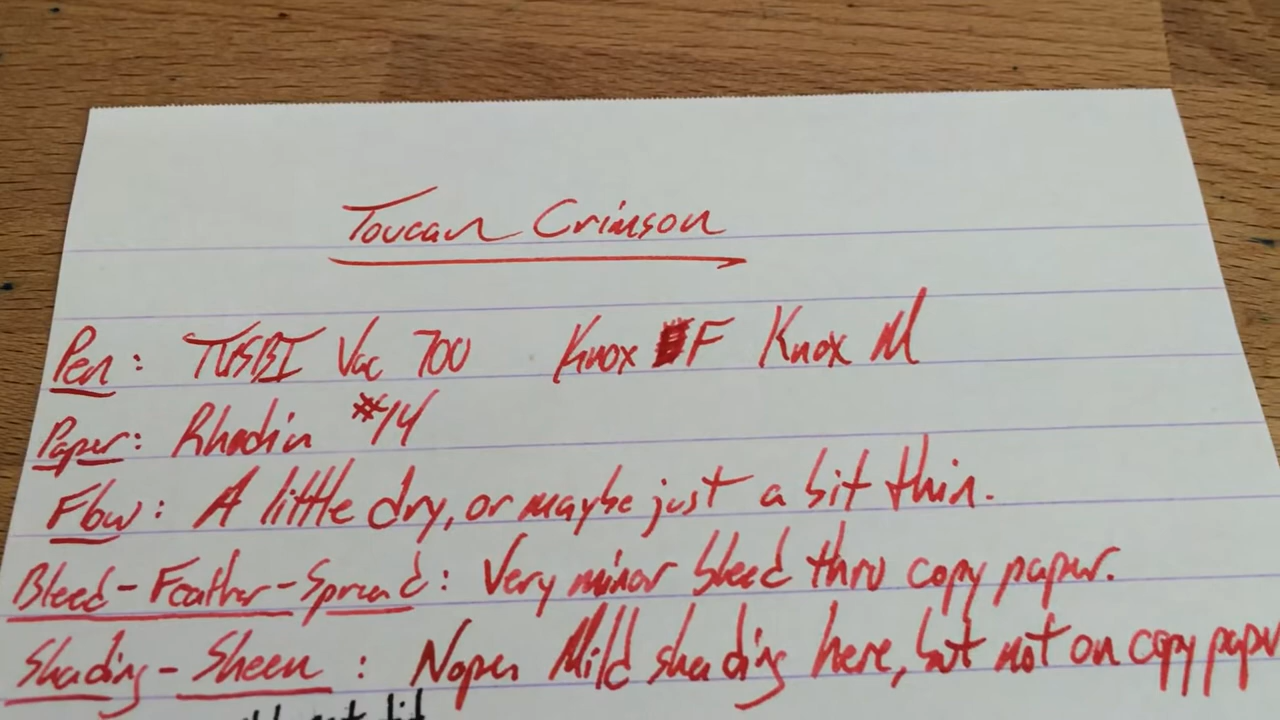 Toucan Crimson
Pen: TWSBI Vac 700 Knox F Knox M
Paper: Rhodia #14
Flow: A little dry, or maybe just a bit thin.
Bleed-Feather-Spread: Very minor bleed thru copy paper.
Shading-Sheen: Mild shading here, but not on copy paper